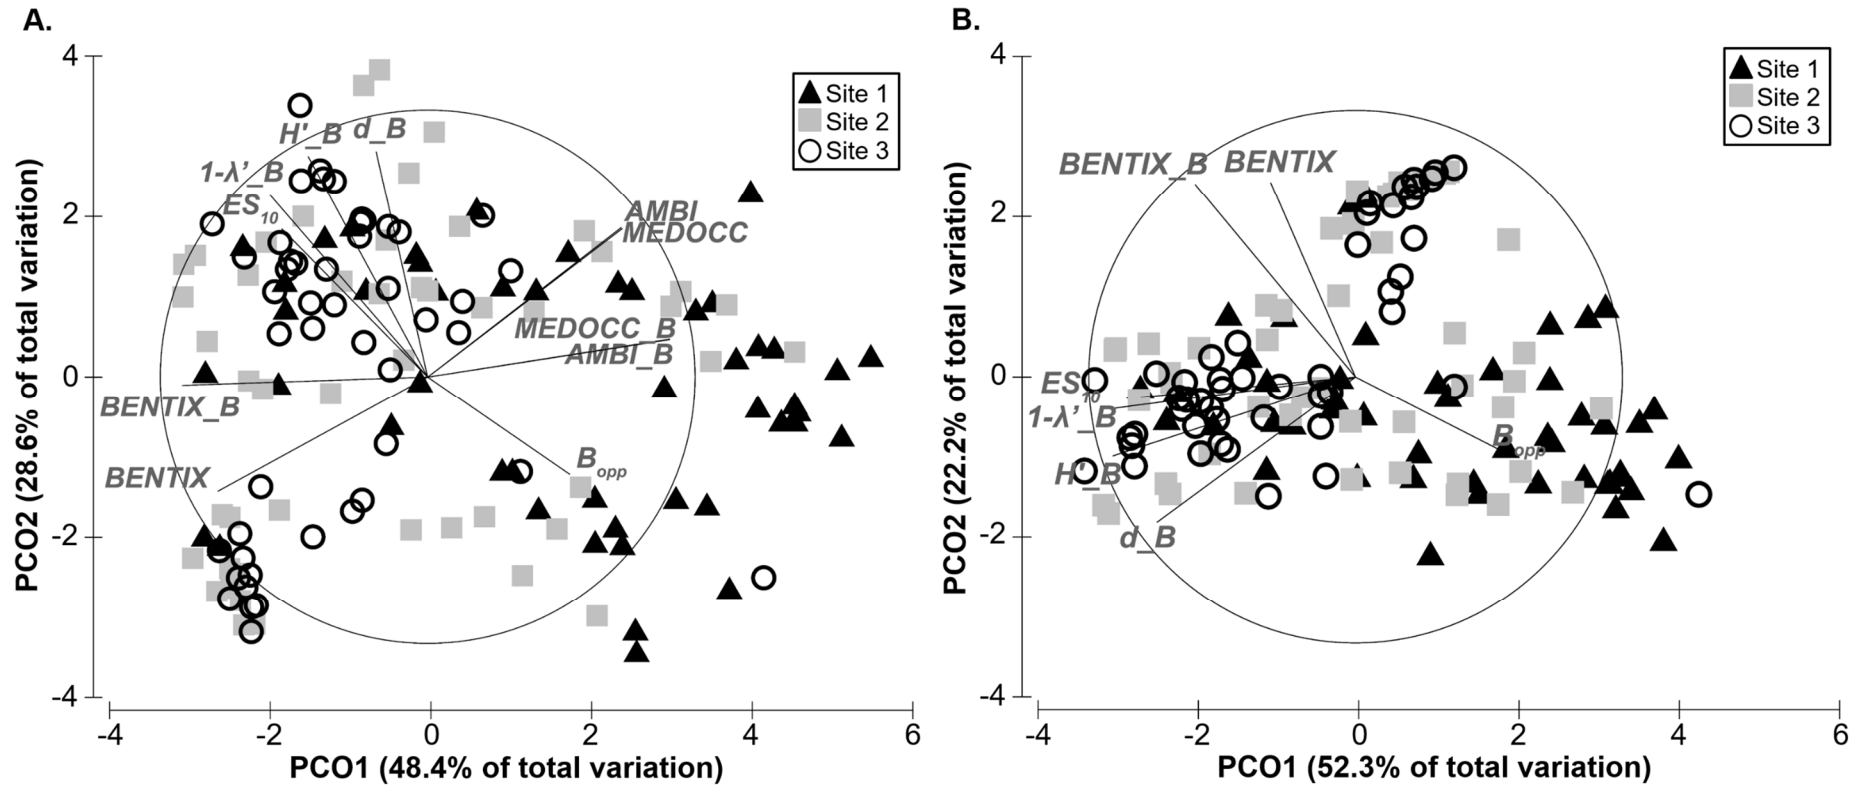 A.
PCO2 (28.6% of total variation)
4
2
0
-2
-4
-4
-2
0
2
4
6
PCO1 (48.4% of total variation)
Site 1
Site 2
Site 3
H'_B
d_B
1-λ’_B
ES10
AMBI
MEDOCC
MEDOCC_B
AMBI_B
BENTIX_B
BENTIX
Bopp
B.
PCO2 (22.2% of total variation)
4
2
0
-2
-4
-4
-2
0
2
4
6
PCO1 (52.3% of total variation)
Site 1
Site 2
Site 3
BENTIX_B
BENTIX
ES10
1-λ’_B
H'_B
d_B
Bopp